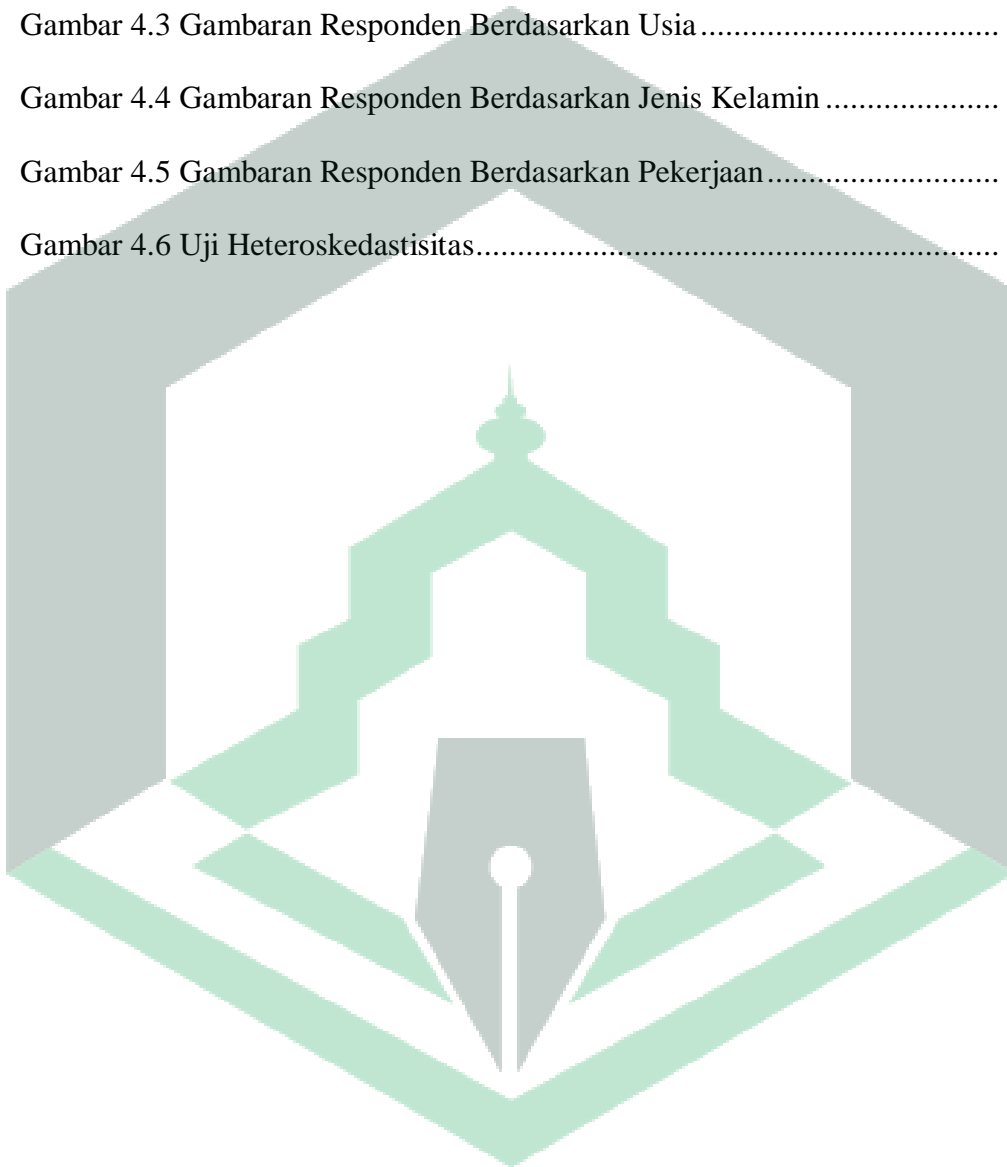 Gambar 4.3 Gambaran Responden Berdasarkan Usia....................................
Gambar 4.4 Gambaran Responden Berdasarkan Jenis Kelamin.....................
Gambar 4.5 Gambaran Responden Berdasarkan Pekerjaan............................
Gambar 4.6 Uji Heteroskedastisitas...............................................................